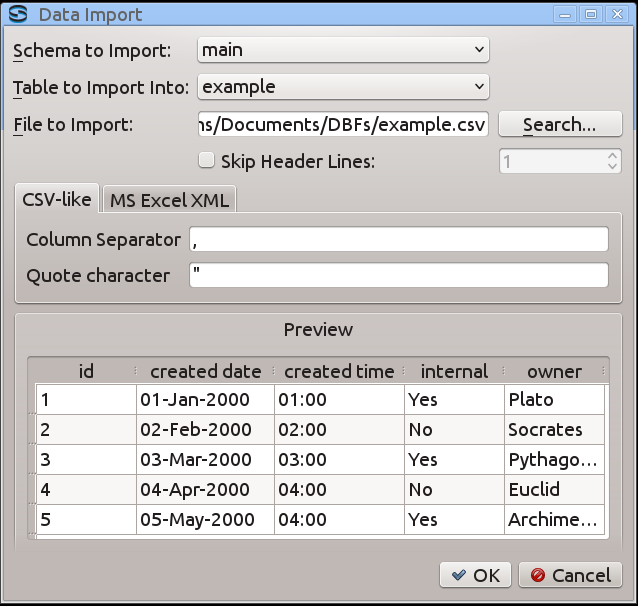 Data Import
Schema to Import: main
Table to Import Into: example
File to Import: ns/Documents/DBFs/example.csv Search...
Skip Header Lines: 1
CSV-like MS Excel XML
Column Separator ,
Quote character "
Preview
id created date created time internal owner
1 01-Jan-2000 01:00 Yes Plato
2 02-Feb-2000 02:00 No Socrates
3 03-Mar-2000 03:00 Yes Pythago...
4 04-Apr-2000 04:00 No Euclid
5 05-May-2000 04:00 Yes Archime...
OK Cancel